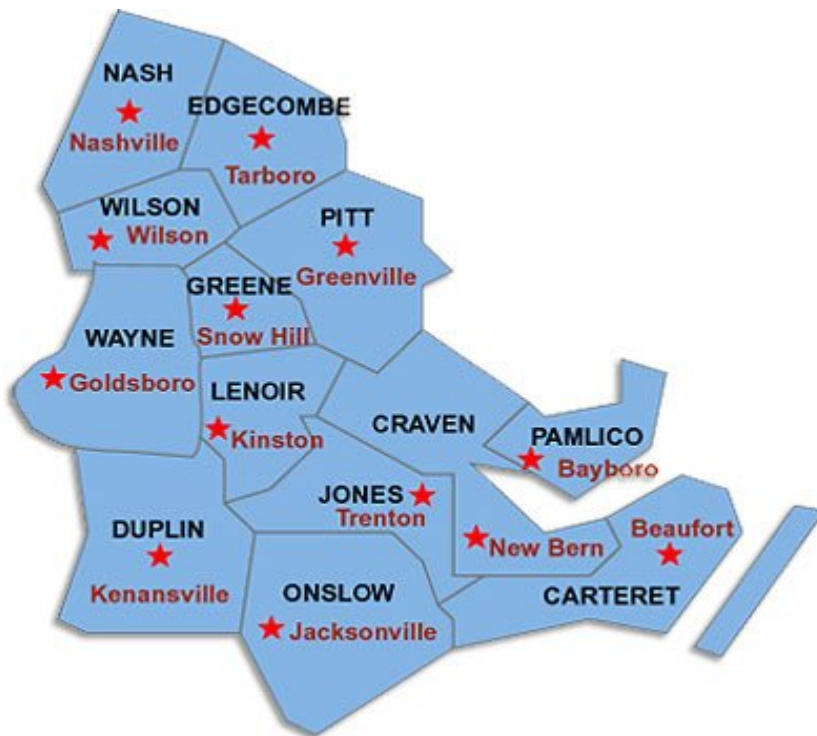 NASH
Nashville
EDGECOMBE
Tarboro
WILSON
Wilson
PITT
Greenville
GREENE
Snow Hill
WAYNE
Goldsboro
LENOIR
Kinston
CRAVEN
New Bern
PAMLICO
Bayboro
JONES
Trenton
DUPLIN
Kenansville
ONSLOW
Jacksonville
Beaufort
CARTERET